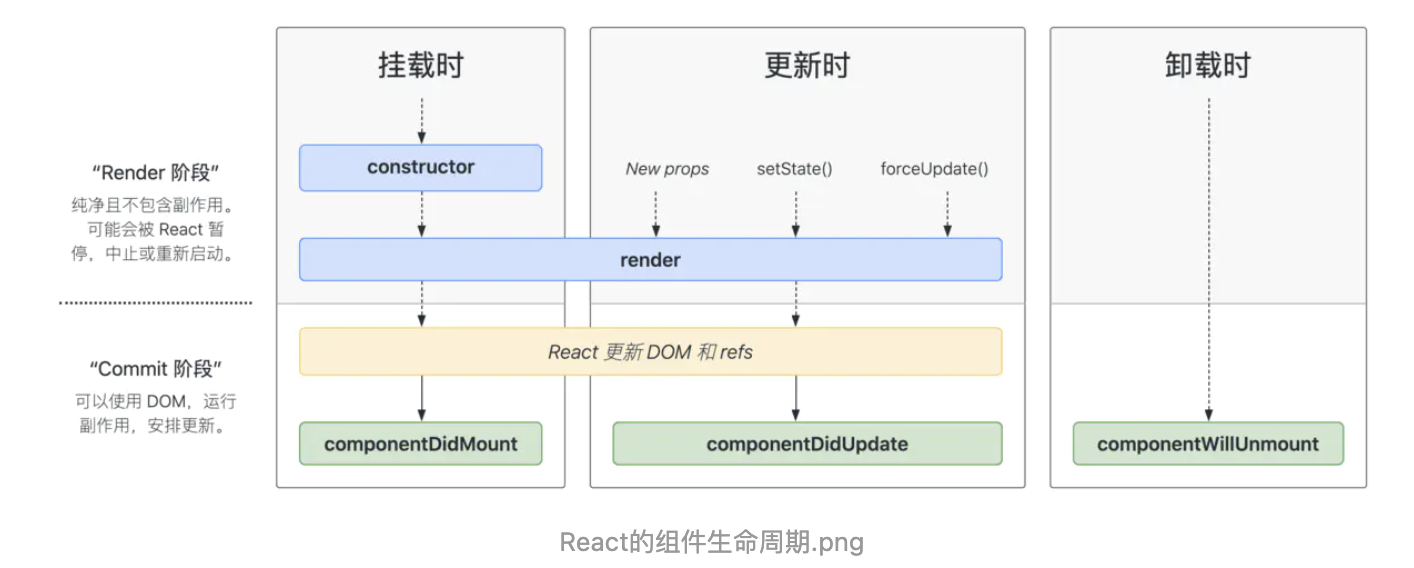 挂载时
更新时
卸载时
“Render 阶段”
纯净且不包含副作用。
可能会被 React 暂
停，中止或重新启动。
constructor
New props
setState()
forceUpdate()
render
“Commit 阶段”
可以使用 DOM，运行
副作用，安排更新。
React 更新 DOM 和 refs
componentDidMount
componentDidUpdate
componentWillUnmount
React的组件生命周期.png